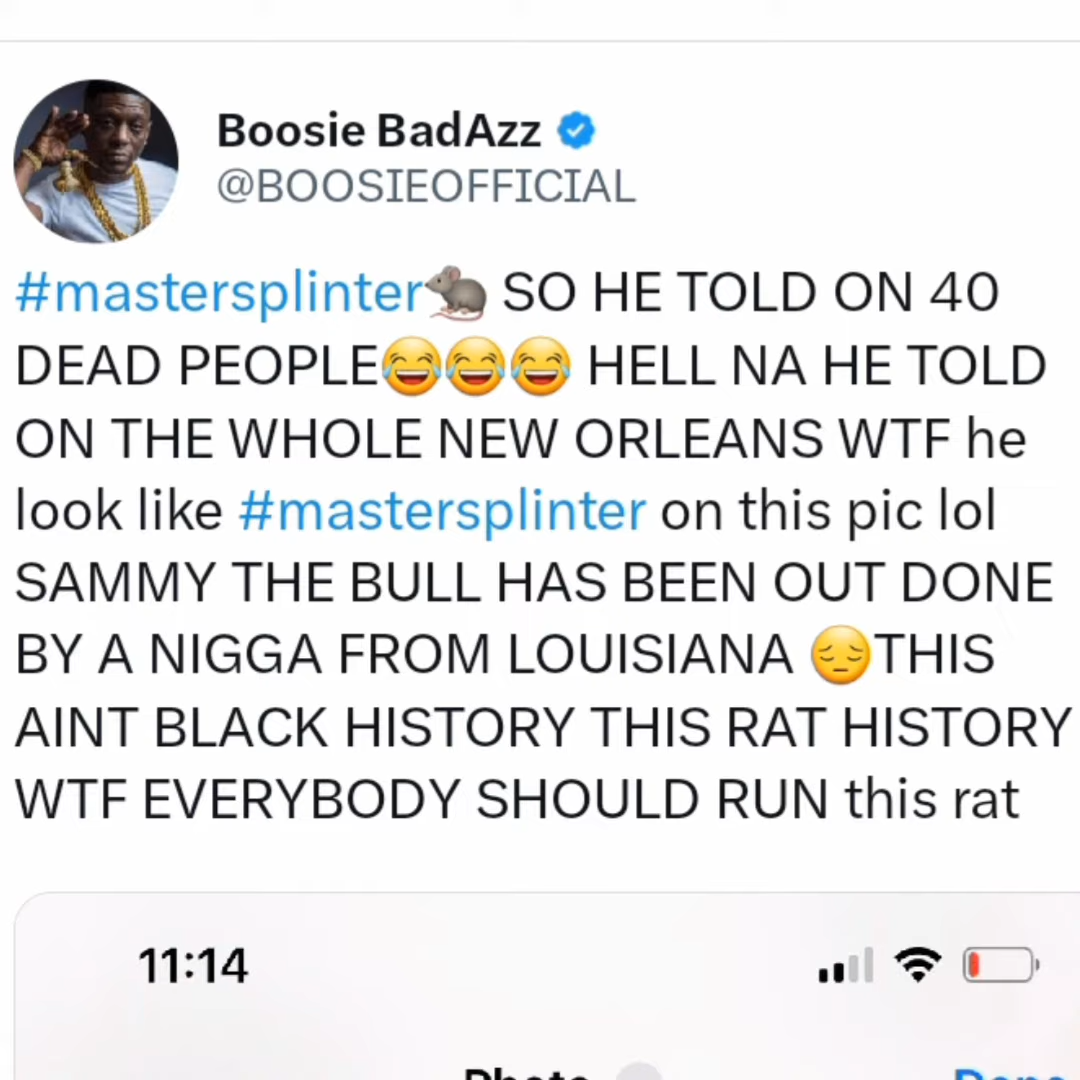 Boosie BadAzz
@BOOSIEOFFICIAL
#mastersplinter🐀 SO HE TOLD ON 40
DEAD PEOPLE😂😂😂 HELL NA HE TOLD
ON THE WHOLE NEW ORLEANS WTF he
look like #mastersplinter on this pic lol
SAMMY THE BULL HAS BEEN OUT DONE
BY A NIGGA FROM LOUISIANA 😔THIS
AINT BLACK HISTORY THIS RAT HISTORY
WTF EVERYBODY SHOULD RUN this rat
11:14
Photo
Done